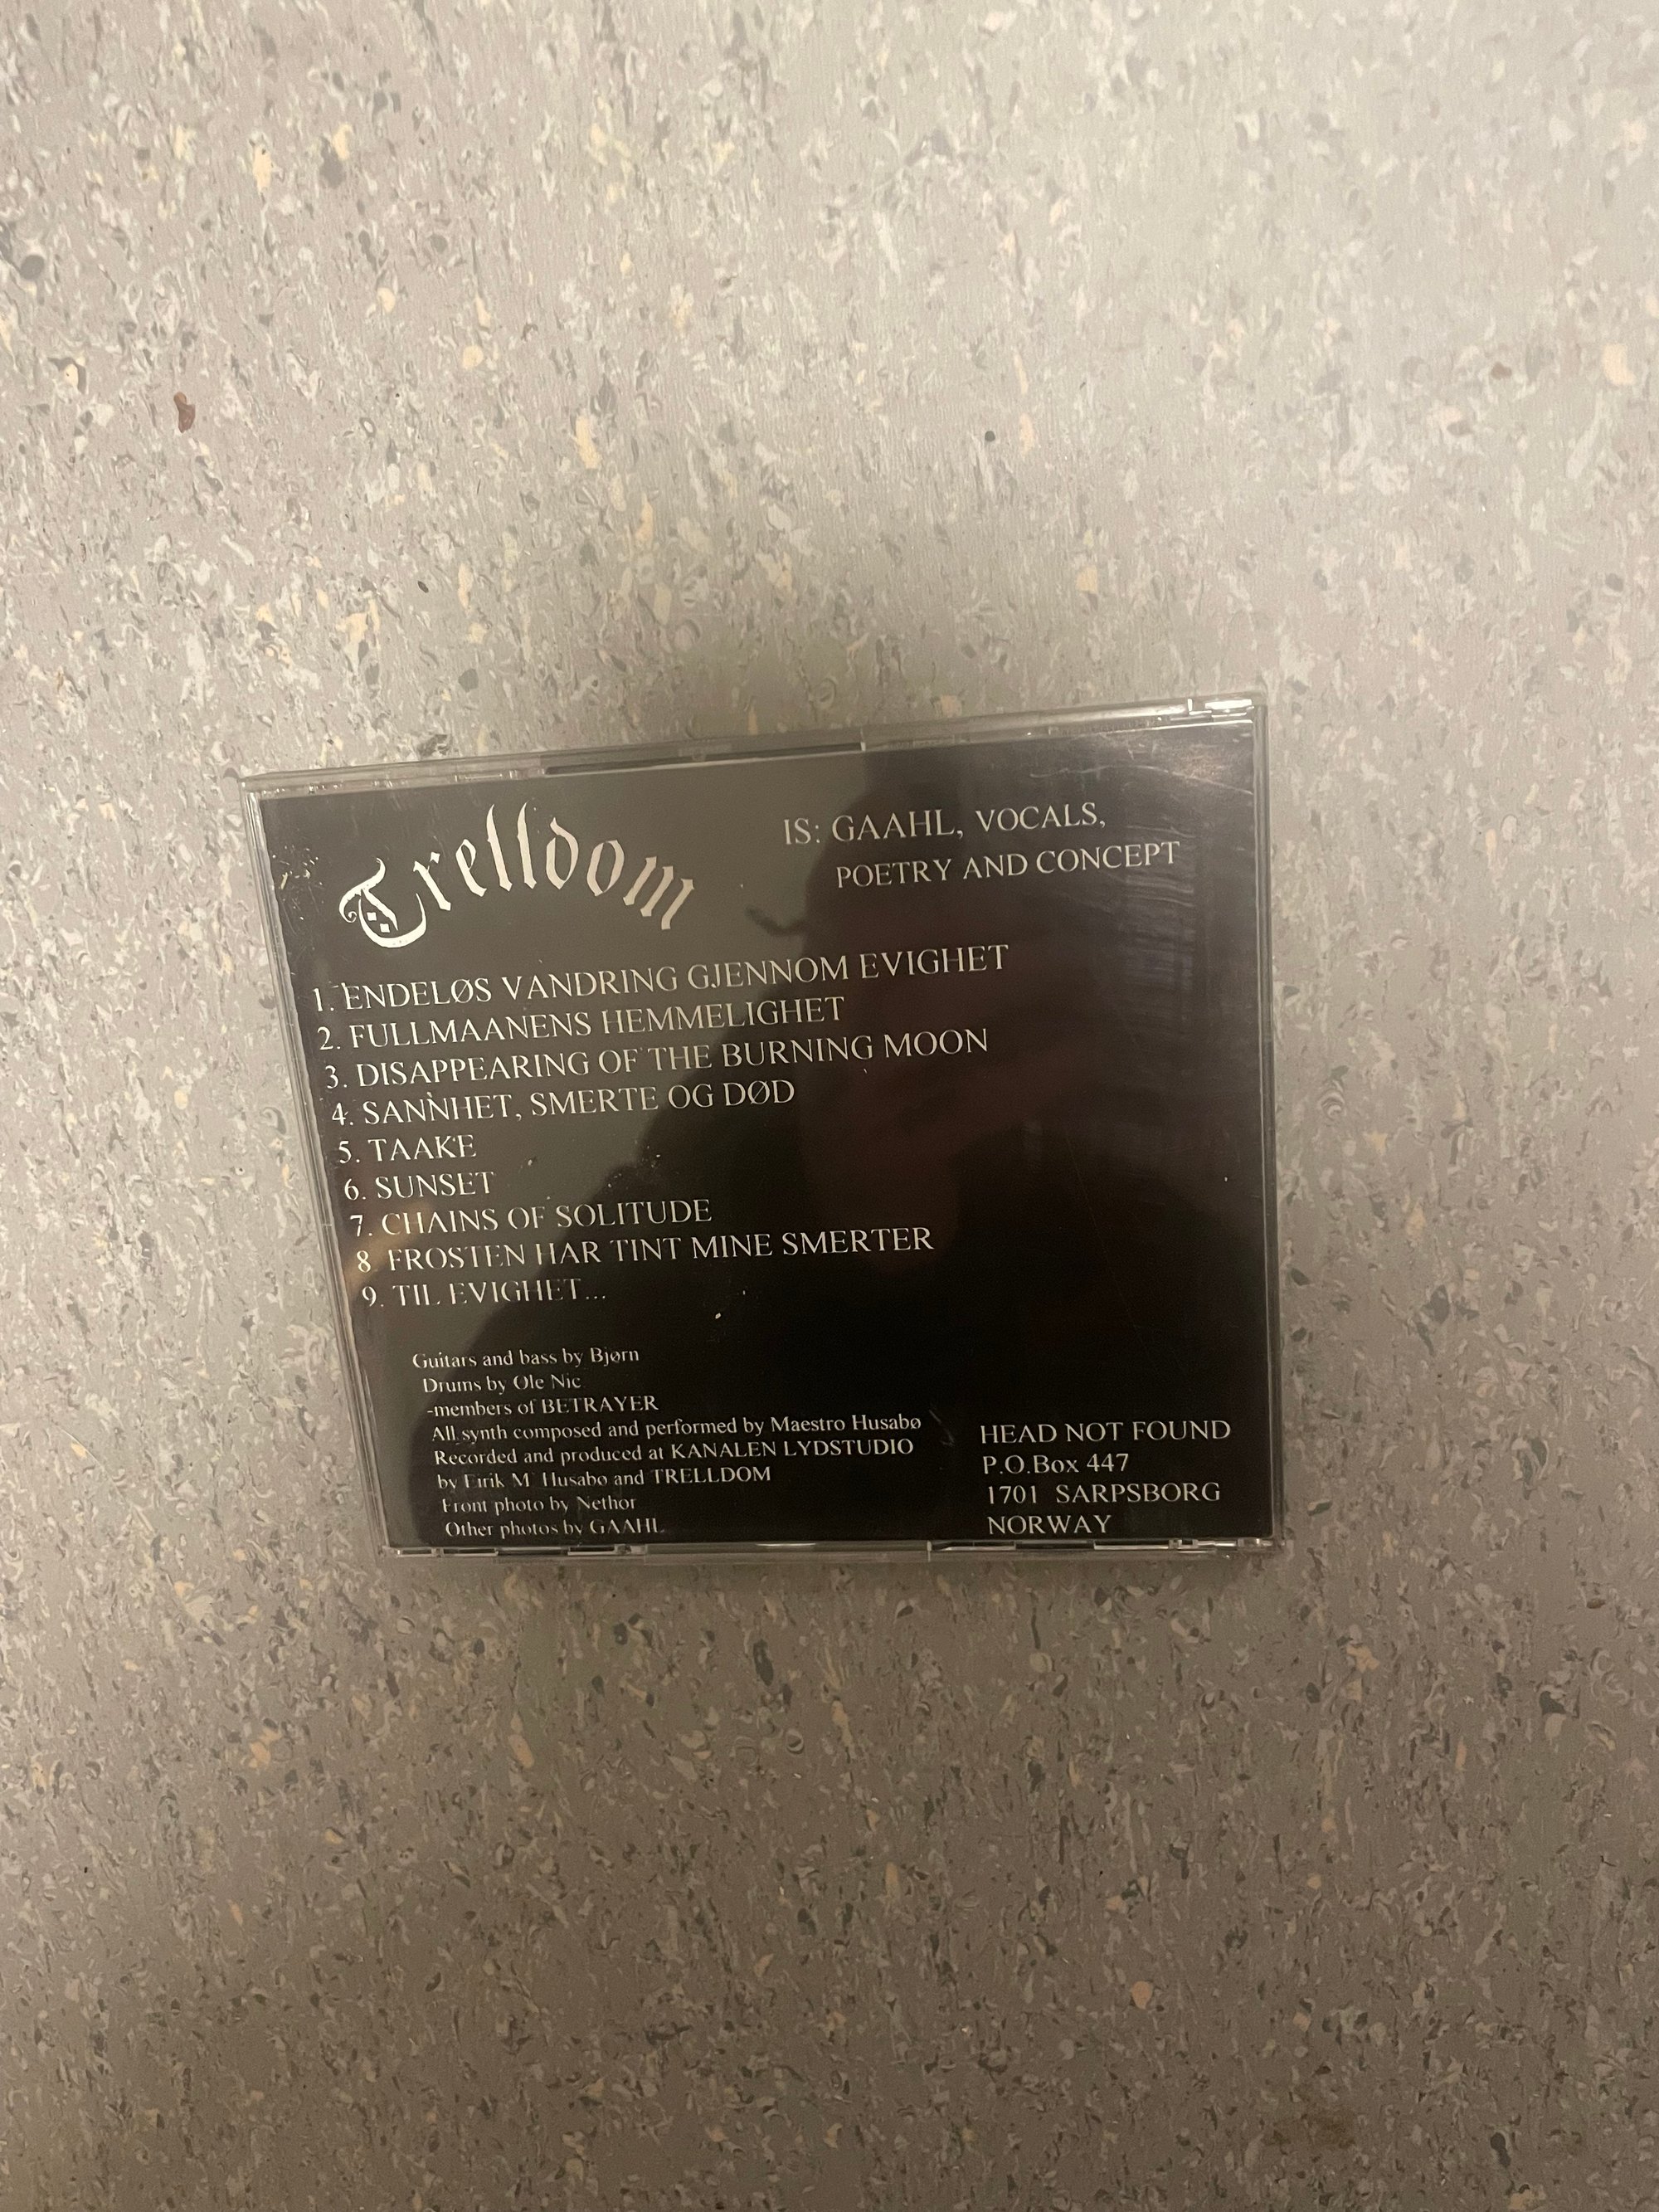 Trelldom
IS: GAAHL, VOCALS,
POETRY AND CONCEPT
1. ENDELØS VANDRING GJENNOM EVIGHET
2. FULLMAANENS HEMMELIGHET
3. DISAPPEARING OF THE BURNING MOON
4. SANNHET, SMERTE OG DØD
5. TAAKE
6. SUNSET
7. CHAINS OF SOLITUDE
8. FROSTEN HAR TINT MINE SMERTER
9. TIL EVIGHET...
Guitars and bass by Bjørn
Drums by Ole Nic
-members of BETRAYER
All synth composed and performed by Maestro Husabø
Recorded and produced at KANALEN LYDSTUDIO
by Eirik M Husabø and TRELLDOM
Front photo by Nethor
Other photos by GAAHL
HEAD NOT FOUND
P.O.Box 447
1701 SARPSBORG
NORWAY